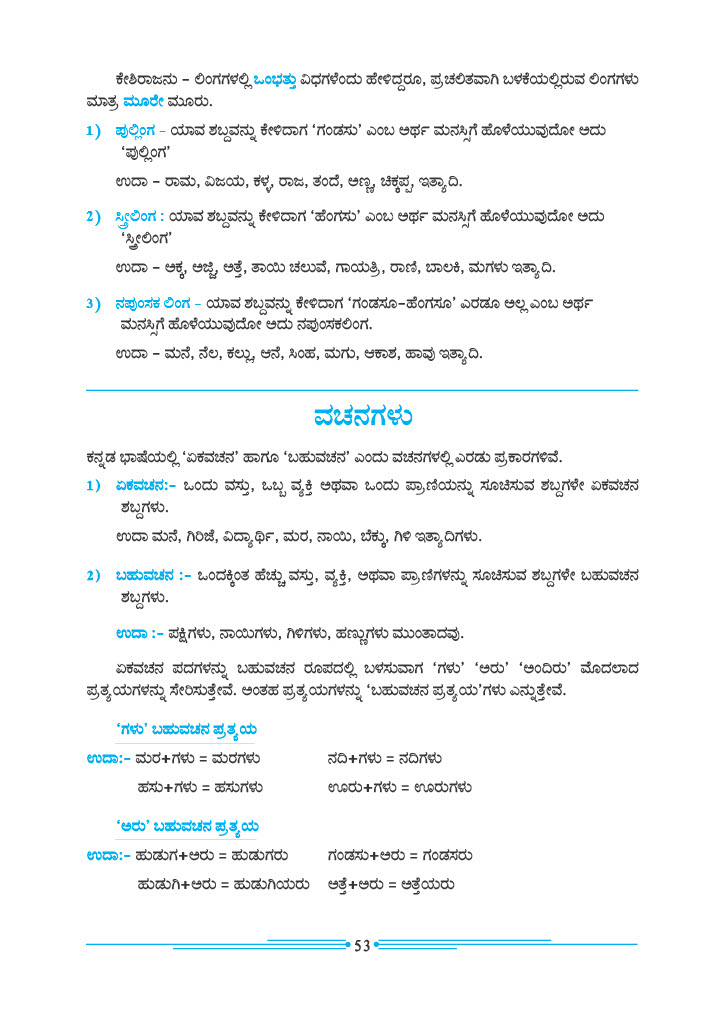 ಕೇಶಿರಾಜನು – ಲಿಂಗಗಳಲ್ಲಿ ಒಂಭತ್ತು ವಿಧಗಳೆಂದು ಹೇಳಿದ್ದರೂ, ಪ್ರಚಲಿತವಾಗಿ ಬಳಕೆಯಲ್ಲಿರುವ ಲಿಂಗಗಳು
ಮಾತ್ರ ಮೂರೇ ಮೂರು.
1) ಪುಲ್ಲಿಂಗ - ಯಾವ ಶಬ್ದವನ್ನು ಕೇಳಿದಾಗ 'ಗಂಡಸು' ಎಂಬ ಅರ್ಥ ಮನಸ್ಸಿಗೆ ಹೊಳೆಯುವುದೋ ಅದು
'ಪುಲ್ಲಿಂಗ'
ಉದಾ – ರಾಮ, ವಿಜಯ, ಕಳ್ಳ, ರಾಜ, ತಂದೆ, ಅಣ್ಣ, ಚಿಕ್ಕಪ್ಪ, ಇತ್ಯಾದಿ.
2) ಸ್ತ್ರೀಲಿಂಗ : ಯಾವ ಶಬ್ದವನ್ನು ಕೇಳಿದಾಗ 'ಹೆಂಗಸು' ಎಂಬ ಅರ್ಥ ಮನಸ್ಸಿಗೆ ಹೊಳೆಯುವುದೋ ಅದು
'ಸ್ತ್ರೀಲಿಂಗ'
ಉದಾ – ಅಕ್ಕ, ಅಜ್ಜಿ, ಅತ್ತೆ, ತಾಯಿ ಚಲುವೆ, ಗಾಯತ್ರಿ, ರಾಣಿ, ಬಾಲಕಿ, ಮಗಳು ಇತ್ಯಾದಿ.
3) ನಪುಂಸಕ ಲಿಂಗ – ಯಾವ ಶಬ್ದವನ್ನು ಕೇಳಿದಾಗ 'ಗಂಡಸೂ–ಹೆಂಗಸೂ' ಎರಡೂ ಅಲ್ಲ ಎಂಬ ಅರ್ಥ
ಮನಸ್ಸಿಗೆ ಹೊಳೆಯುವುದೋ ಅದು ನಪುಂಸಕಲಿಂಗ.
ಉದಾ – ಮನೆ, ನೆಲ, ಕಲ್ಲು, ಆನೆ, ಸಿಂಹ, ಮಗು, ಆಕಾಶ, ಹಾವು ಇತ್ಯಾದಿ.
ವಚನಗಳು
ಕನ್ನಡ ಭಾಷೆಯಲ್ಲಿ 'ಏಕವಚನ' ಹಾಗೂ 'ಬಹುವಚನ' ಎಂದು ವಚನಗಳಲ್ಲಿ ಎರಡು ಪ್ರಕಾರಗಳಿವೆ.
1) ಏಕವಚನ:– ಒಂದು ವಸ್ತು, ಒಬ್ಬ ವ್ಯಕ್ತಿ ಅಥವಾ ಒಂದು ಪ್ರಾಣಿಯನ್ನು ಸೂಚಿಸುವ ಶಬ್ದಗಳೇ ಏಕವಚನ
ಶಬ್ದಗಳು.
ಉದಾ ಮನೆ, ಗಿರಿಜೆ, ವಿದ್ಯಾರ್ಥಿ, ಮರ, ನಾಯಿ, ಬೆಕ್ಕು, ಗಿಳಿ ಇತ್ಯಾದಿಗಳು.
2) ಬಹುವಚನ :– ಒಂದಕ್ಕಿಂತ ಹೆಚ್ಚು ವಸ್ತು, ವ್ಯಕ್ತಿ, ಅಥವಾ ಪ್ರಾಣಿಗಳನ್ನು ಸೂಚಿಸುವ ಶಬ್ದಗಳೇ ಬಹುವಚನ
ಶಬ್ದಗಳು.
ಉದಾ :– ಪಕ್ಷಿಗಳು, ನಾಯಿಗಳು, ಗಿಳಿಗಳು, ಹಣ್ಣುಗಳು ಮುಂತಾದವು.
ಏಕವಚನ ಪದಗಳನ್ನು ಬಹುವಚನ ರೂಪದಲ್ಲಿ ಬಳಸುವಾಗ 'ಗಳು' 'ಅರು' 'ಅಂದಿರು' ಮೊದಲಾದ
ಪ್ರತ್ಯಯಗಳನ್ನು ಸೇರಿಸುತ್ತೇವೆ. ಅಂತಹ ಪ್ರತ್ಯಯಗಳನ್ನು 'ಬಹುವಚನ ಪ್ರತ್ಯಯ'ಗಳು ಎನ್ನುತ್ತೇವೆ.
'ಗಳು' ಬಹುವಚನ ಪ್ರತ್ಯಯ
ಉದಾ:– ಮರ+ಗಳು = ಮರಗಳು ನದಿ+ಗಳು = ನದಿಗಳು
ಹಸು+ಗಳು = ಹಸುಗಳು ಊರು+ಗಳು = ಊರುಗಳು
'ಅರು' ಬಹುವಚನ ಪ್ರತ್ಯಯ
ಉದಾ:– ಹುಡುಗ+ಅರು = ಹುಡುಗರು ಗಂಡಸು+ಅರು = ಗಂಡಸರು
ಹುಡುಗಿ+ಅರು = ಹುಡುಗಿಯರು ಅತ್ತೆ+ಅರು = ಅತ್ತೆಯರು
53